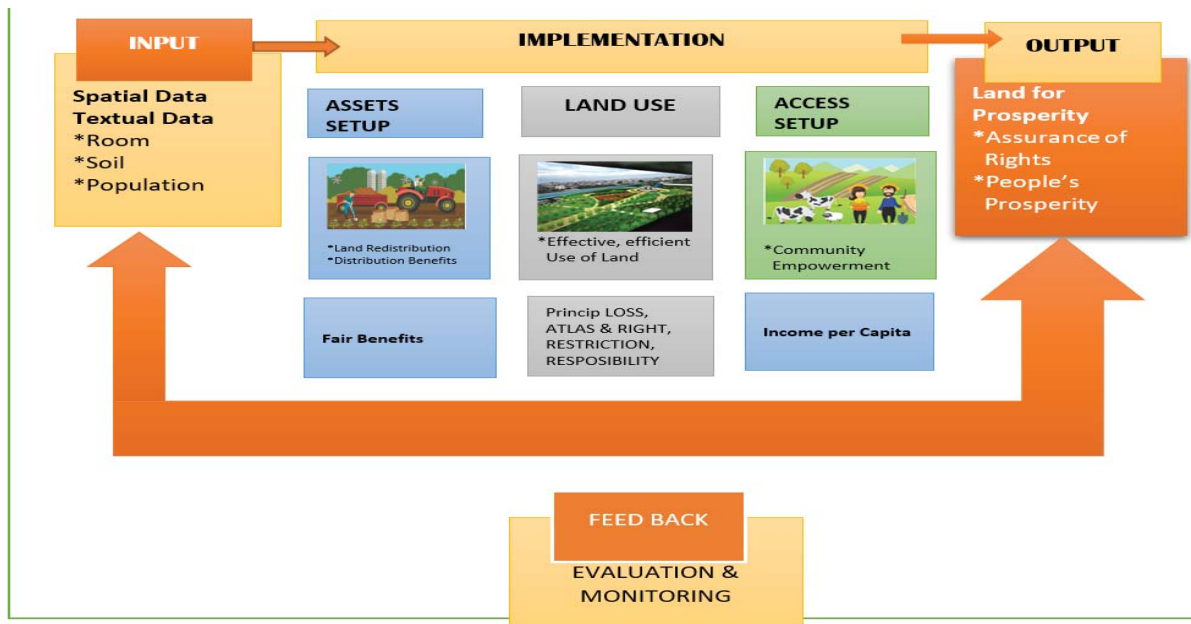 INPUT
Spatial Data
Textual Data
*Room
*Soil
*Population
IMPLEMENTATION
ASSETS
SETUP
*Land Redistribution
*Distribution Benefits
Fair Benefits
LAND USE
*Effective, efficient
Use of Land
Princip LOSS,
ATLAS & RIGHT,
RESTRICTION,
RESPOSIBILITY
ACCESS
SETUP
*Community
Empowerment
Income per Capita
OUTPUT
Land for
Prosperity
*Assurance of
Rights
*People's
Prosperity
FEED BACK
EVALUATION &
MONITORING